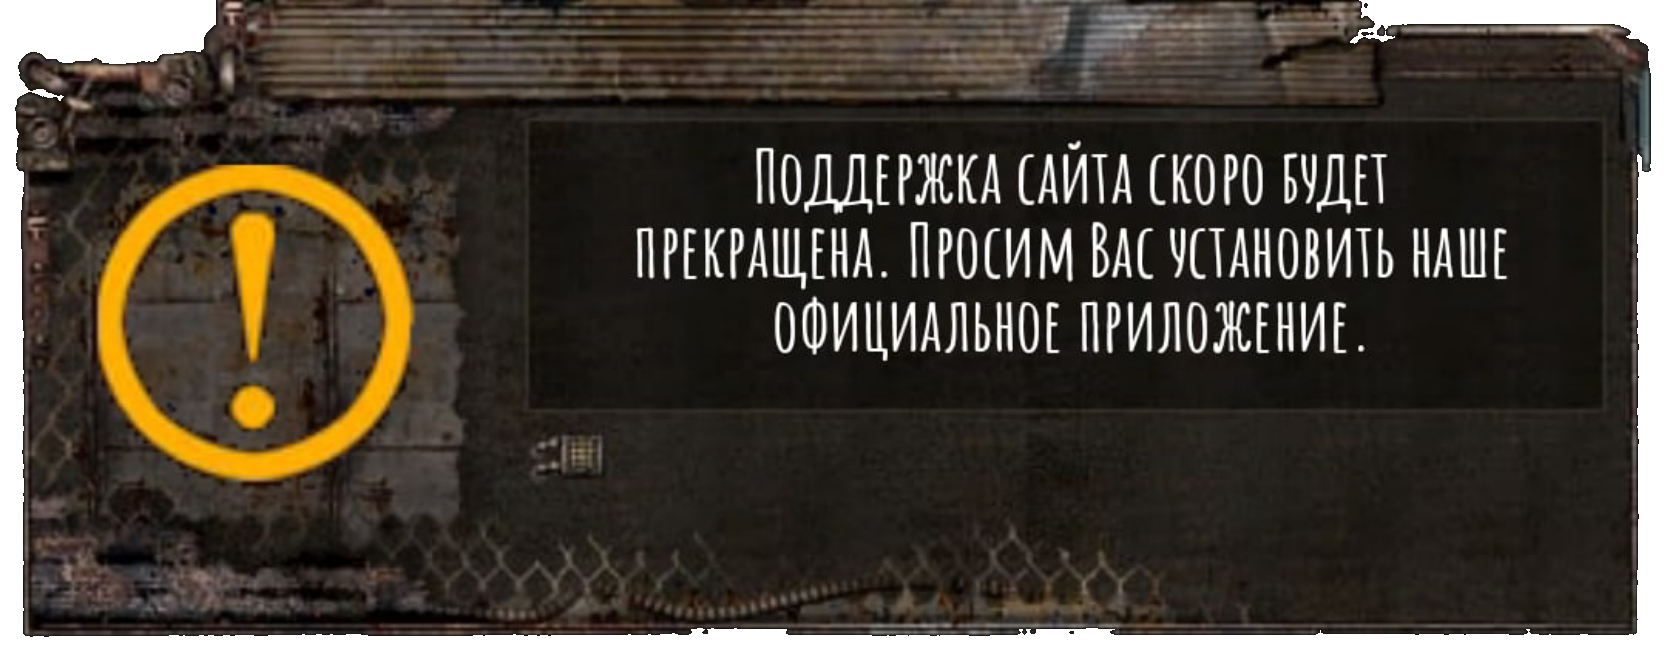 Поддержка сайта скоро будет
прекращена. Просим Вас установить наше
официальное приложение.